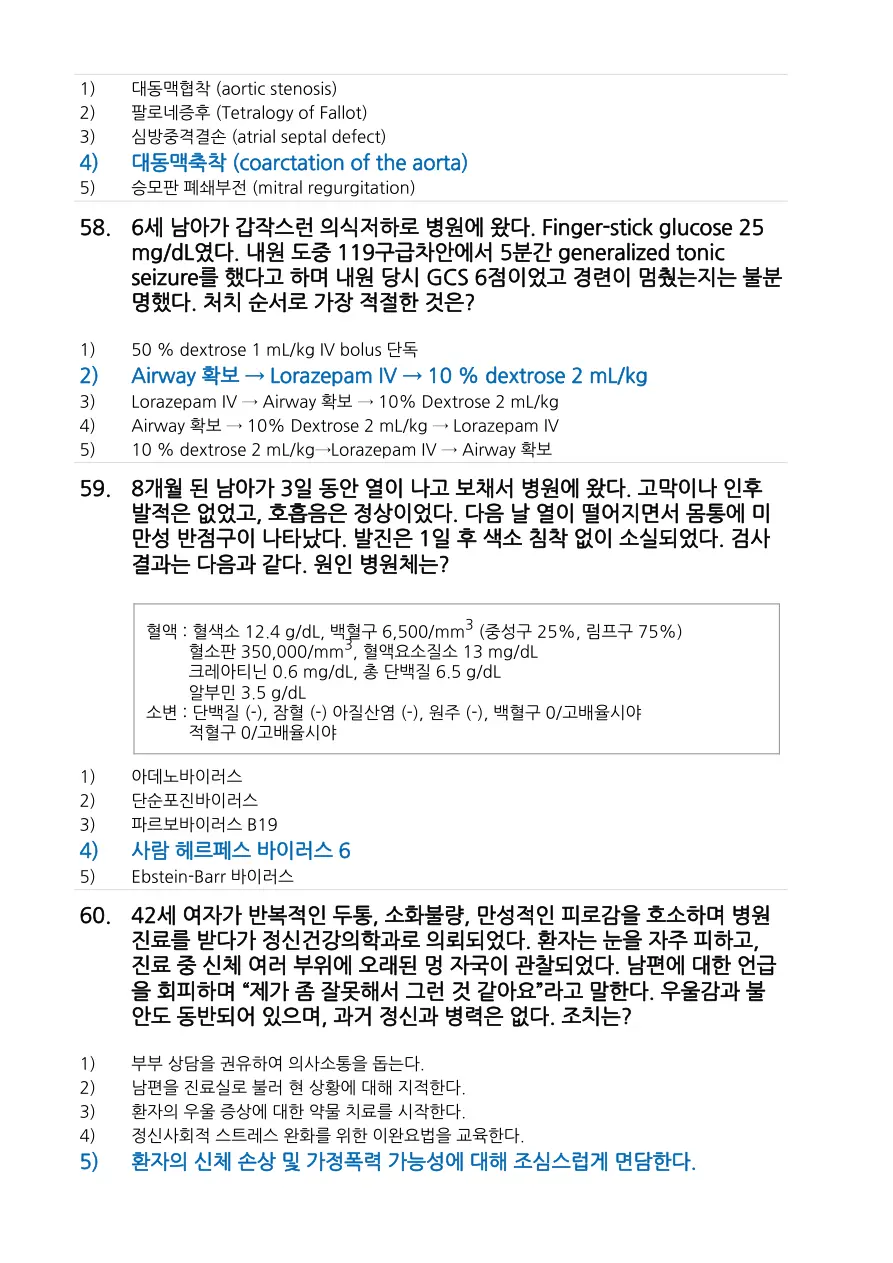 1) 대동맥협착 (aortic stenosis)
2) 팔로네증후 (Tetralogy of Fallot)
3) 심방중격결손 (atrial septal defect)
4) 대동맥축착 (coarctation of the aorta)
5) 승모판 폐쇄부전 (mitral regurgitation)
58. 6세 남아가 갑작스런 의식저하로 병원에 왔다. Finger-stick glucose 25
mg/dL였다. 내원 도중 119구급차안에서 5분간 generalized tonic
seizure를 했다고 하며 내원 당시 GCS 6점이었고 경련이 멈췄는지는 불분
명했다. 처치 순서로 가장 적절한 것은?
1) 50 % dextrose 1 mL/kg IV bolus 단독
2) Airway 확보 → Lorazepam IV → 10 % dextrose 2 mL/kg
3) Lorazepam IV → Airway 확보 → 10% Dextrose 2 mL/kg
4) Airway 확보 → 10% Dextrose 2 mL/kg → Lorazepam IV
5) 10 % dextrose 2 mL/kg→Lorazepam IV → Airway 확보
59. 8개월 된 남아가 3일 동안 열이 나고 보채서 병원에 왔다. 고막이나 인후
발적은 없었고, 호흡음은 정상이었다. 다음 날 열이 떨어지면서 몸통에 미
만성 반점구이 나타났다. 발진은 1일 후 색소 침착 없이 소실되었다. 검사
결과는 다음과 같다. 원인 병원체는?
혈액 : 혈색소 12.4 g/dL, 백혈구 6,500/mm³ (중성구 25%, 림프구 75%)
혈소판 350,000/mm³, 혈액요소질소 13 mg/dL
크레아티닌 0.6 mg/dL, 총 단백질 6.5 g/dL
알부민 3.5 g/dL
소변 : 단백질 (-), 잠혈 (-) 아질산염 (-), 원주 (-), 백혈구 0/고배율시야
적혈구 0/고배율시야
1) 아데노바이러스
2) 단순포진바이러스
3) 파르보바이러스 B19
4) 사람 헤르페스 바이러스 6
5) Ebstein-Barr 바이러스
60. 42세 여자가 반복적인 두통, 소화불량, 만성적인 피로감을 호소하며 병원
진료를 받다가 정신건강의학과로 의뢰되었다. 환자는 눈을 자주 피하고,
진료 중 신체 여러 부위에 오래된 멍 자국이 관찰되었다. 남편에 대한 언급
을 회피하며 “제가 좀 잘못해서 그런 것 같아요”라고 말한다. 우울감과 불
안도 동반되어 있으며, 과거 정신과 병력은 없다. 조치는?
1) 부부 상담을 권유하여 의사소통을 돕는다.
2) 남편을 진료실로 불러 현 상황에 대해 지적한다.
3) 환자의 우울 증상에 대한 약물 치료를 시작한다.
4) 정신사회적 스트레스 완화를 위한 이완요법을 교육한다.
5) 환자의 신체 손상 및 가정폭력 가능성에 대해 조심스럽게 면담한다.